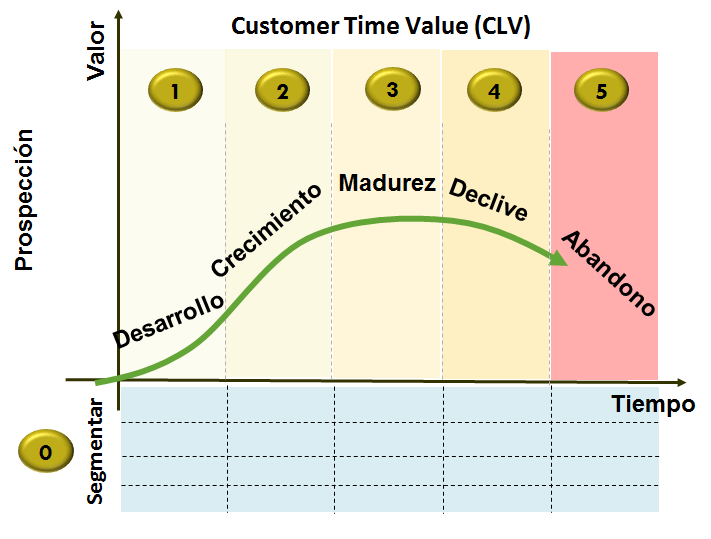 Customer Time Value (CLV)
Valor
1
2
3
4
5
Prospección
Desarrollo
Crecimiento
Madurez
Declive
Abandono
Tiempo
0
Segmentar